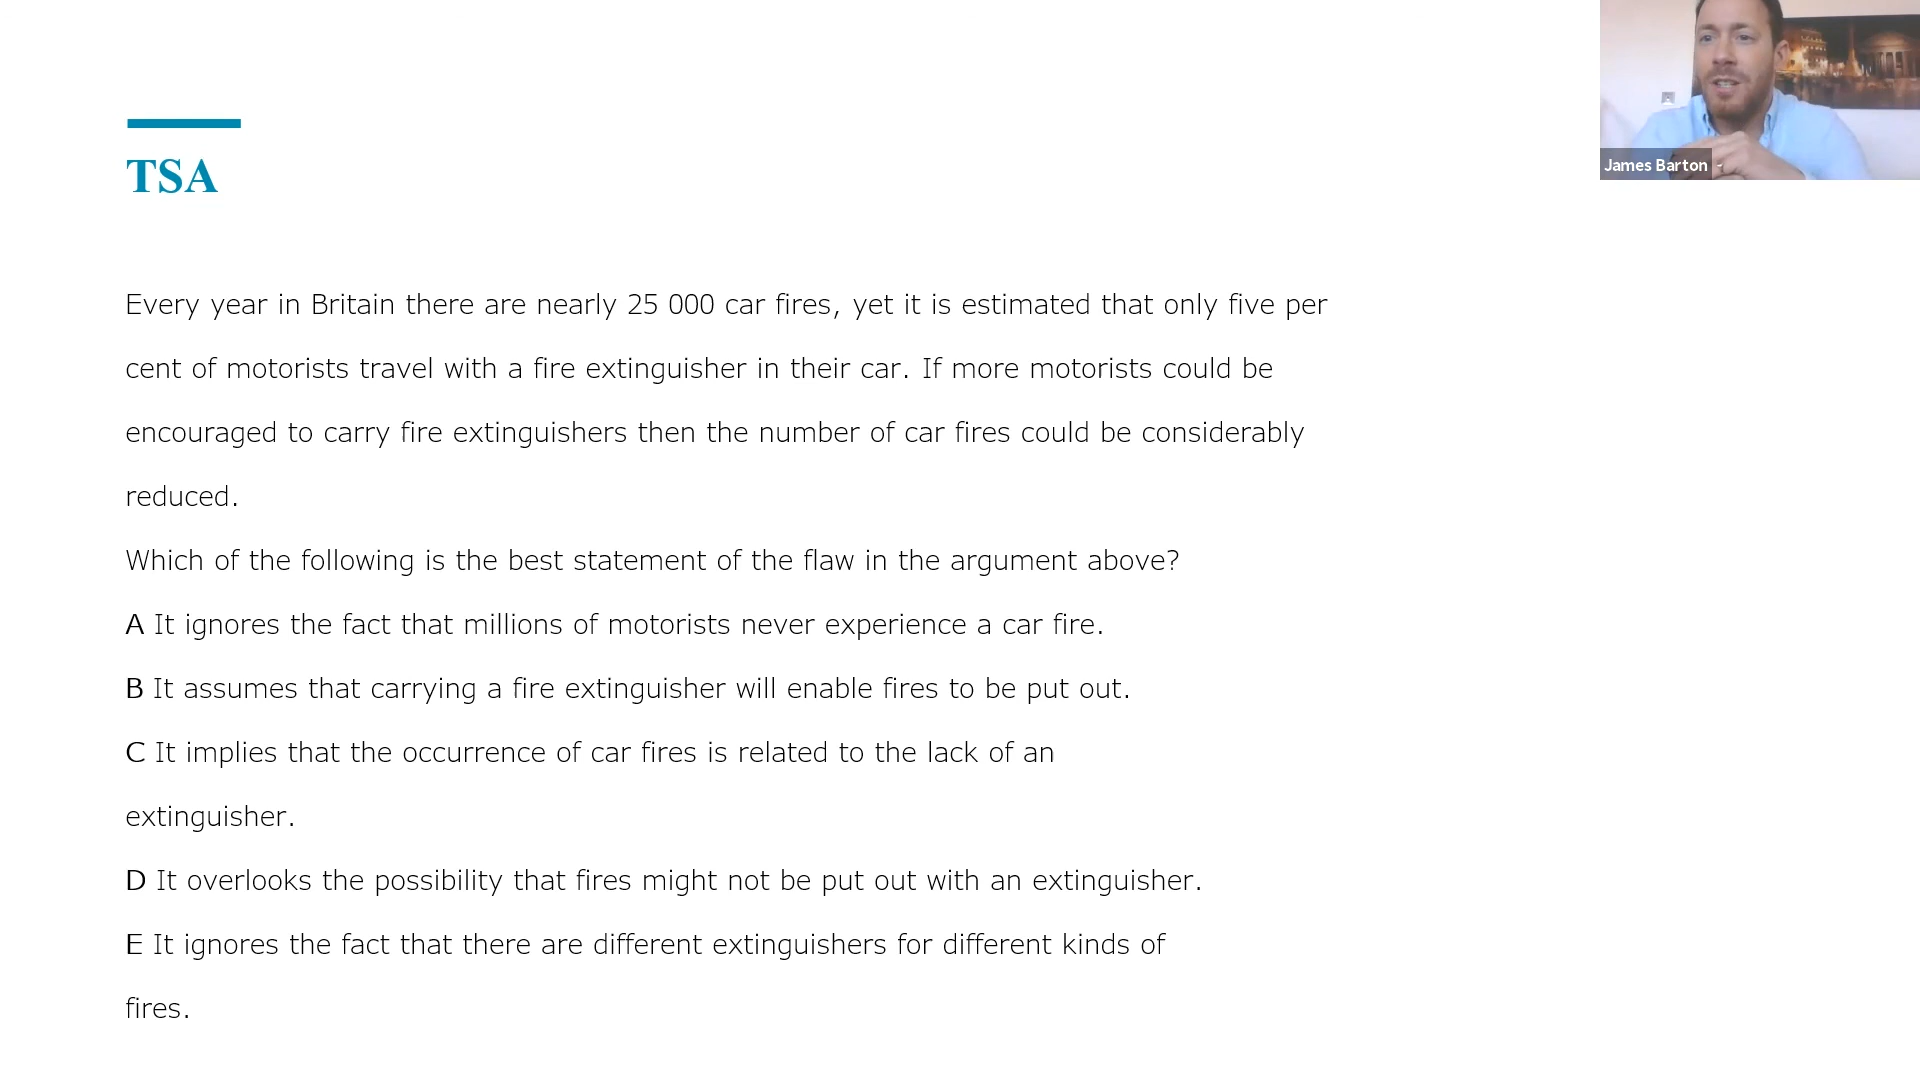 James Barton
TSA
Every year in Britain there are nearly 25 000 car fires, yet it is estimated that only five per
cent of motorists travel with a fire extinguisher in their car. If more motorists could be
encouraged to carry fire extinguishers then the number of car fires could be considerably
reduced.
Which of the following is the best statement of the flaw in the argument above?
A It ignores the fact that millions of motorists never experience a car fire.
B It assumes that carrying a fire extinguisher will enable fires to be put out.
C It implies that the occurrence of car fires is related to the lack of an
extinguisher.
D It overlooks the possibility that fires might not be put out with an extinguisher.
E It ignores the fact that there are different extinguishers for different kinds of
fires.